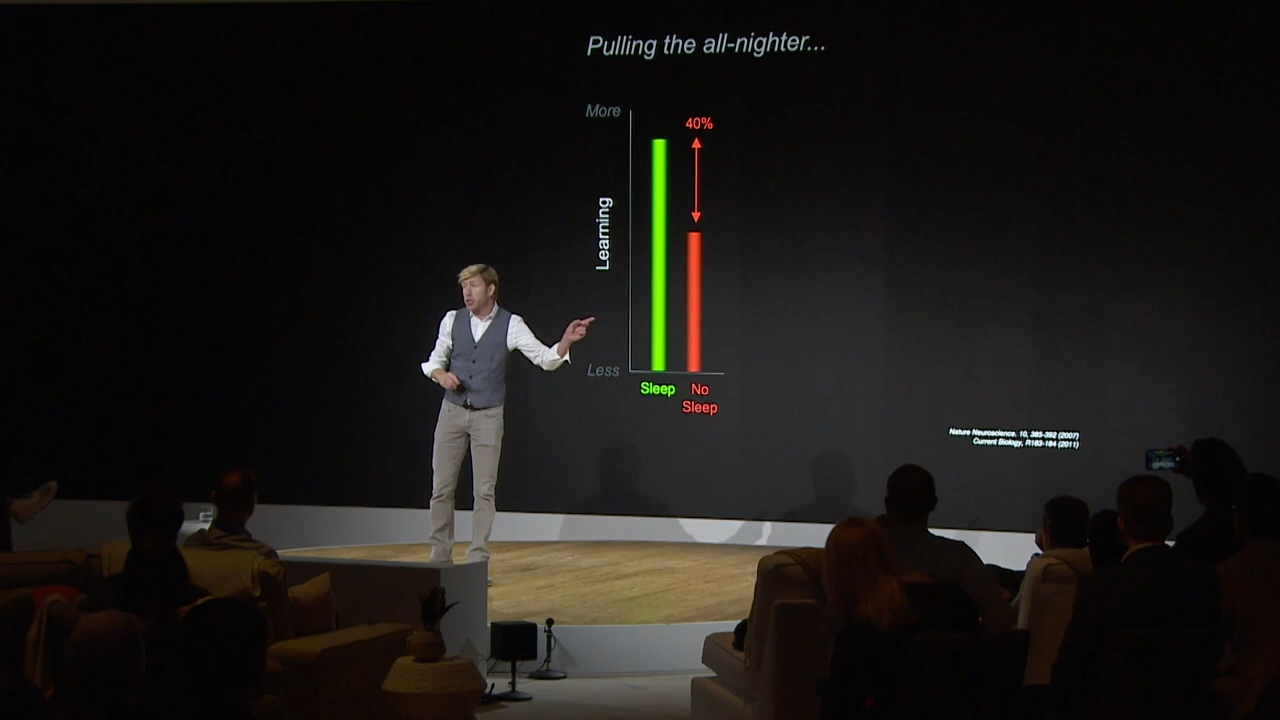 Pulling the all-nighter...
More
40%
Learning
Less
Sleep
No
Sleep
Nature Neuroscience. 10, 385-392 (2007)
Current Biology, R183-184 (2011)